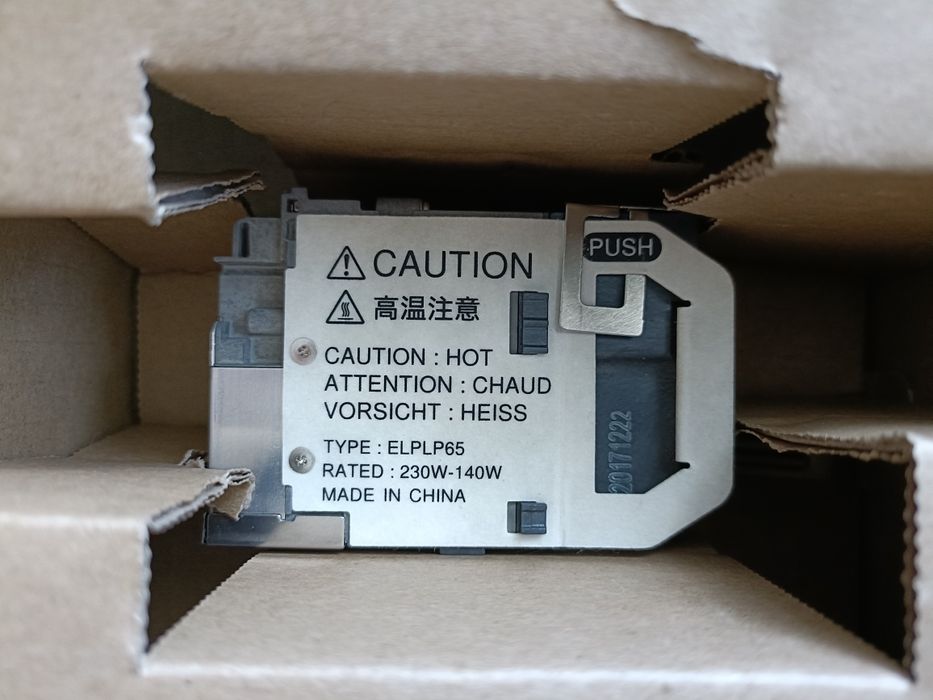 PUSH
CAUTION
高温注意
CAUTION : HOT
ATTENTION : CHAUD
VORSICHT : HEISS
TYPE : ELPLP65
RATED : 230W-140W
MADE IN CHINA
20171222